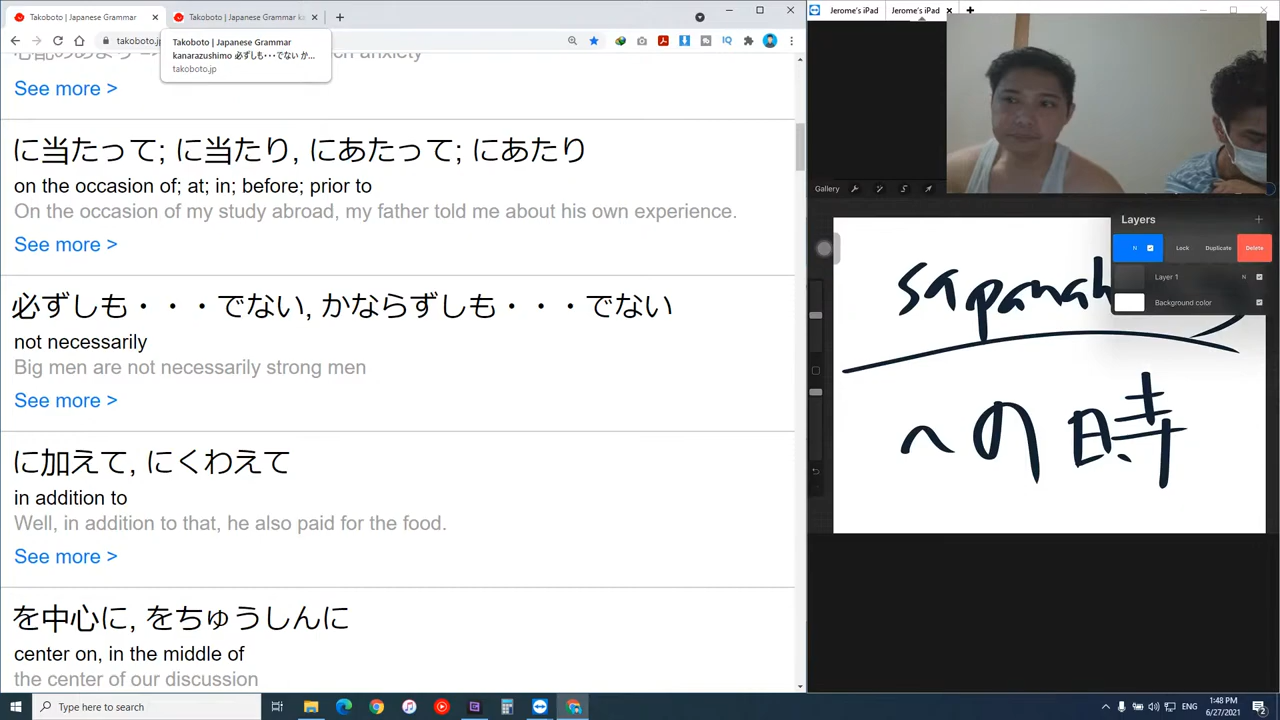 Takoboto | Japanese Grammar
Takoboto | Japanese Grammar ka
takoboto.jp
Takoboto | Japanese Grammar
kanarazushimo 必ずしも・・・でない か...
takoboto.jp
See more >
に当たって; に当たり, にあたって; にあたり
on the occasion of; at; in; before; prior to
On the occasion of my study abroad, my father told me about his own experience.
See more >
必ずしも・・・でない, かならずしも・・・でない
not necessarily
Big men are not necessarily strong men
See more >
に加えて, にくわえて
in addition to
Well, in addition to that, he also paid for the food.
See more >
を中心に, をちゅうしんに
center on, in the middle of
the center of our discussion
Jerome's iPad
Jerome's iPad
Gallery
Layers
N
Lock
Duplicate
Delete
Layer 1
N
Background color
sapanah
への時
Type here to search
ENG
1:48 PM
6/27/2021
2